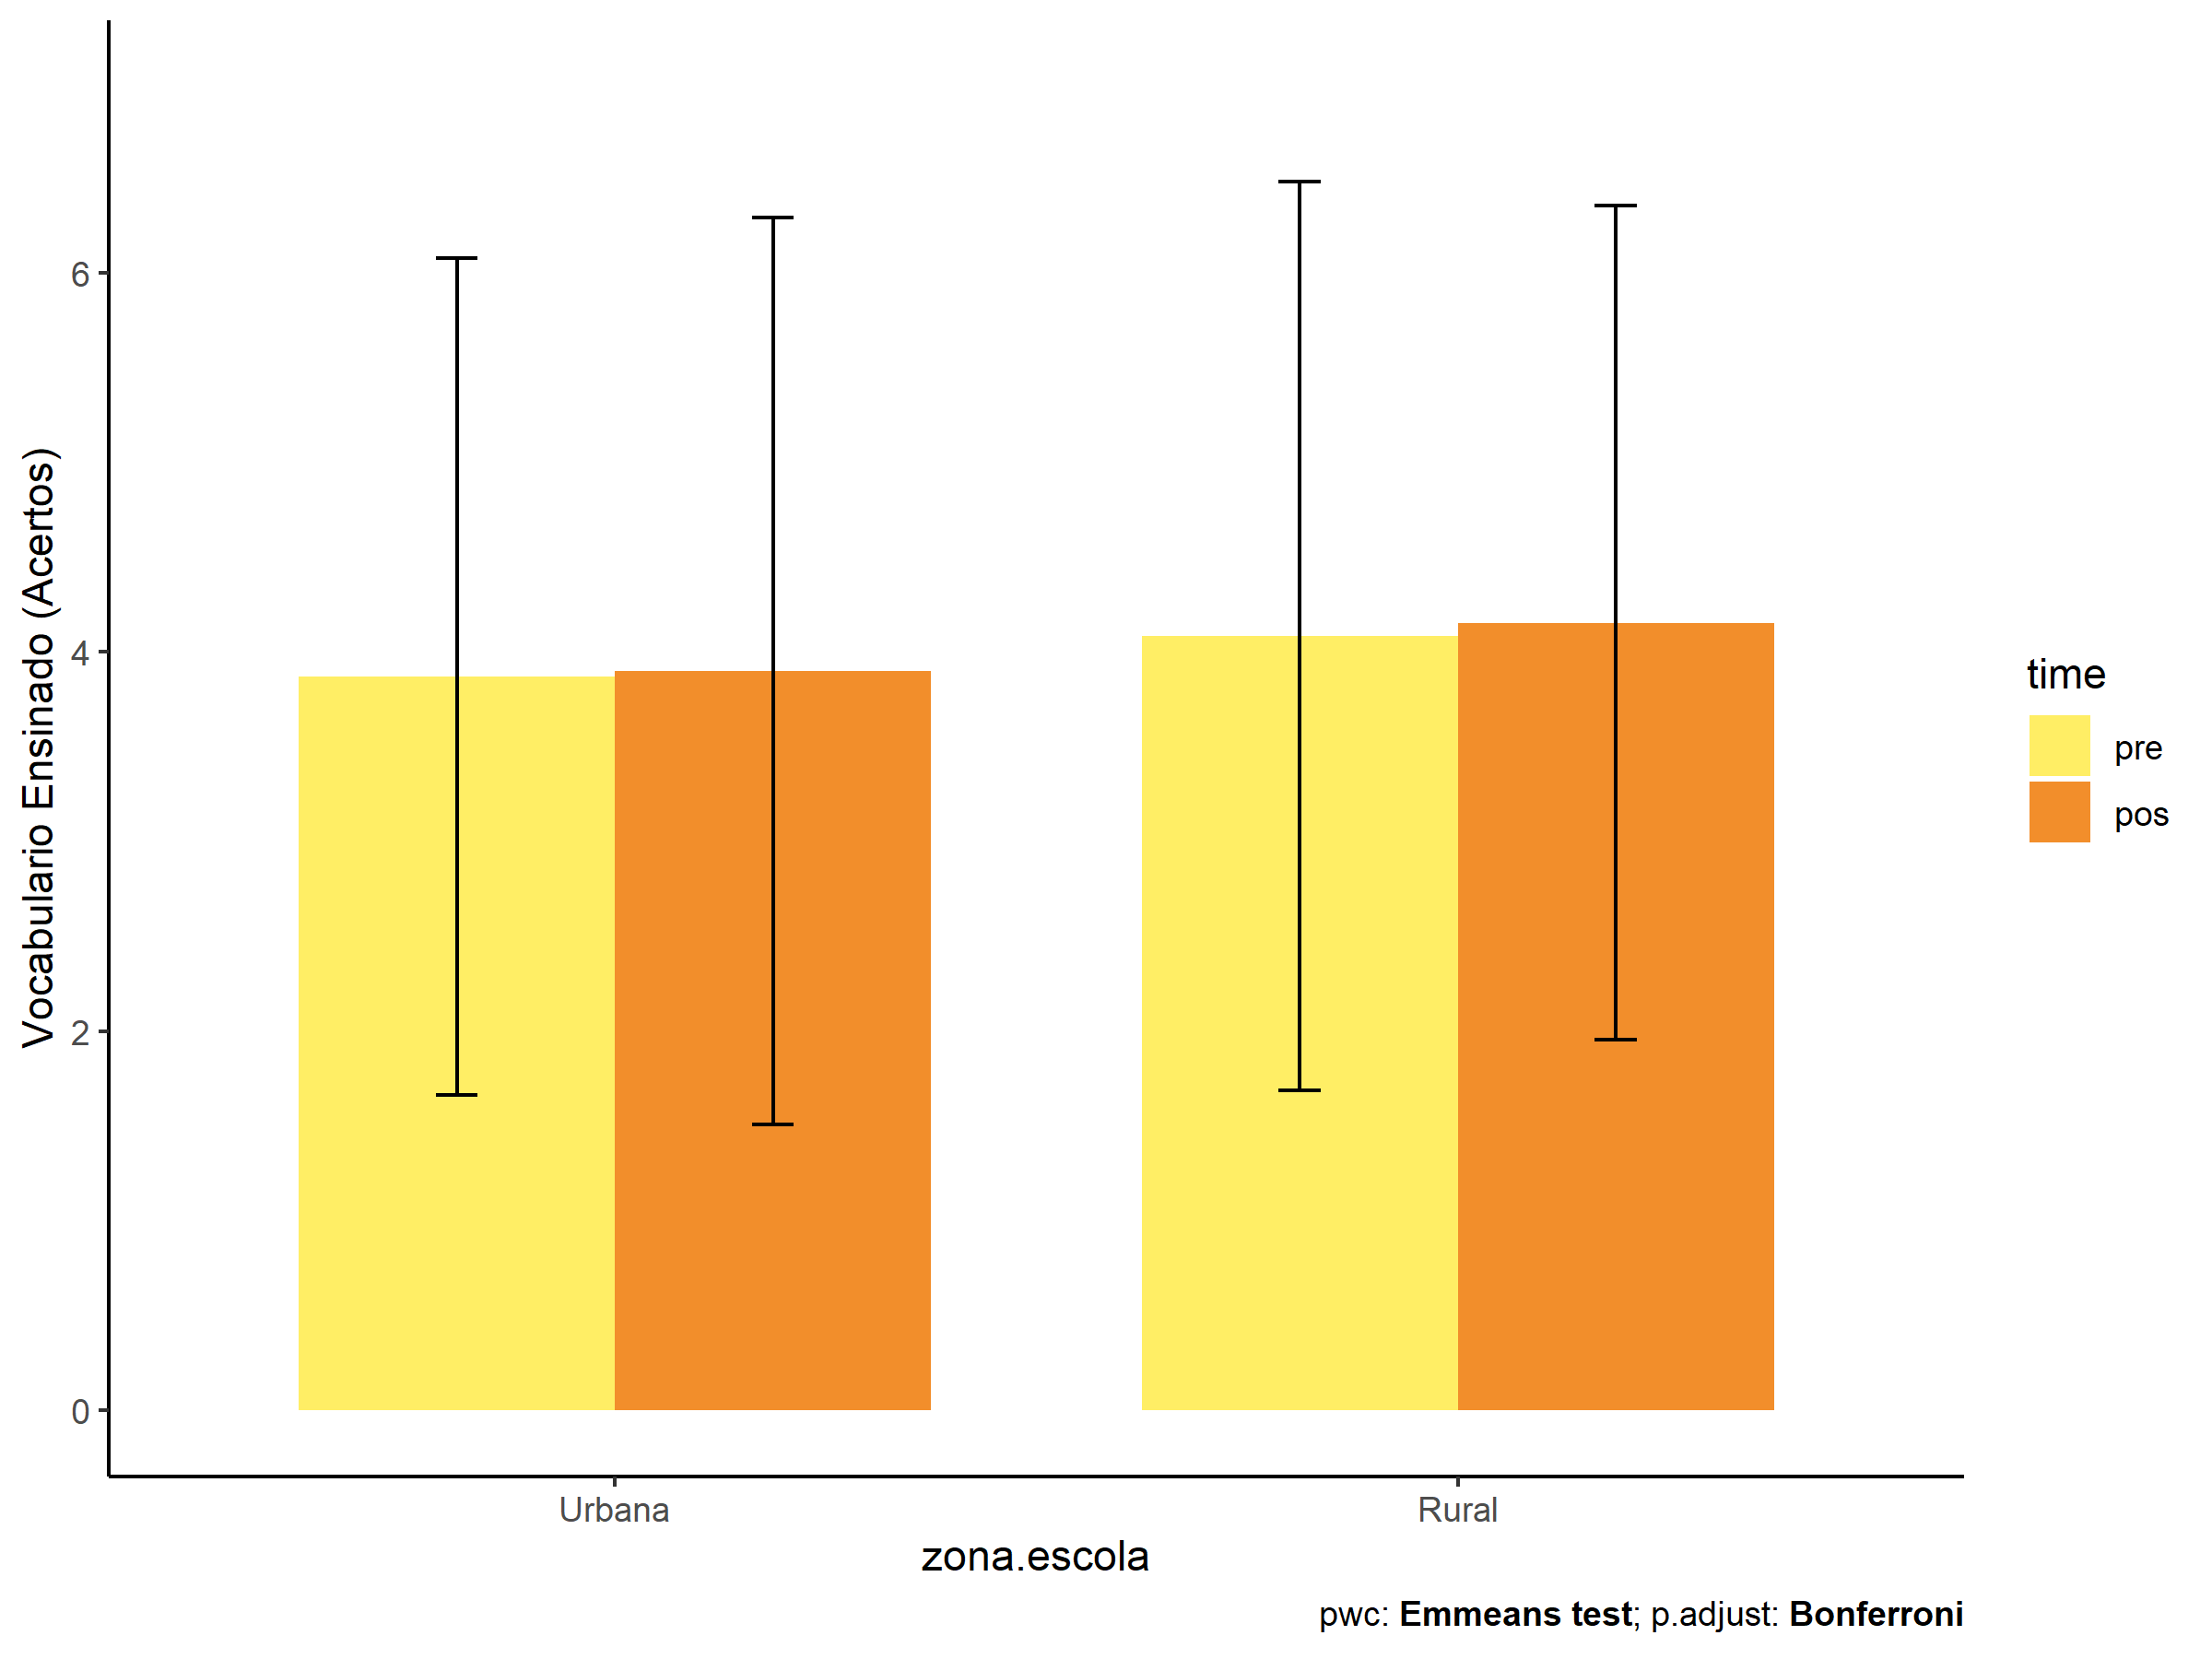 Vocabulario Ensinado (Acertos)
6
4
2
0
Urbana
Rural
zona.escola
time
pre
pos
pwc: Emmeans test; p.adjust: Bonferroni